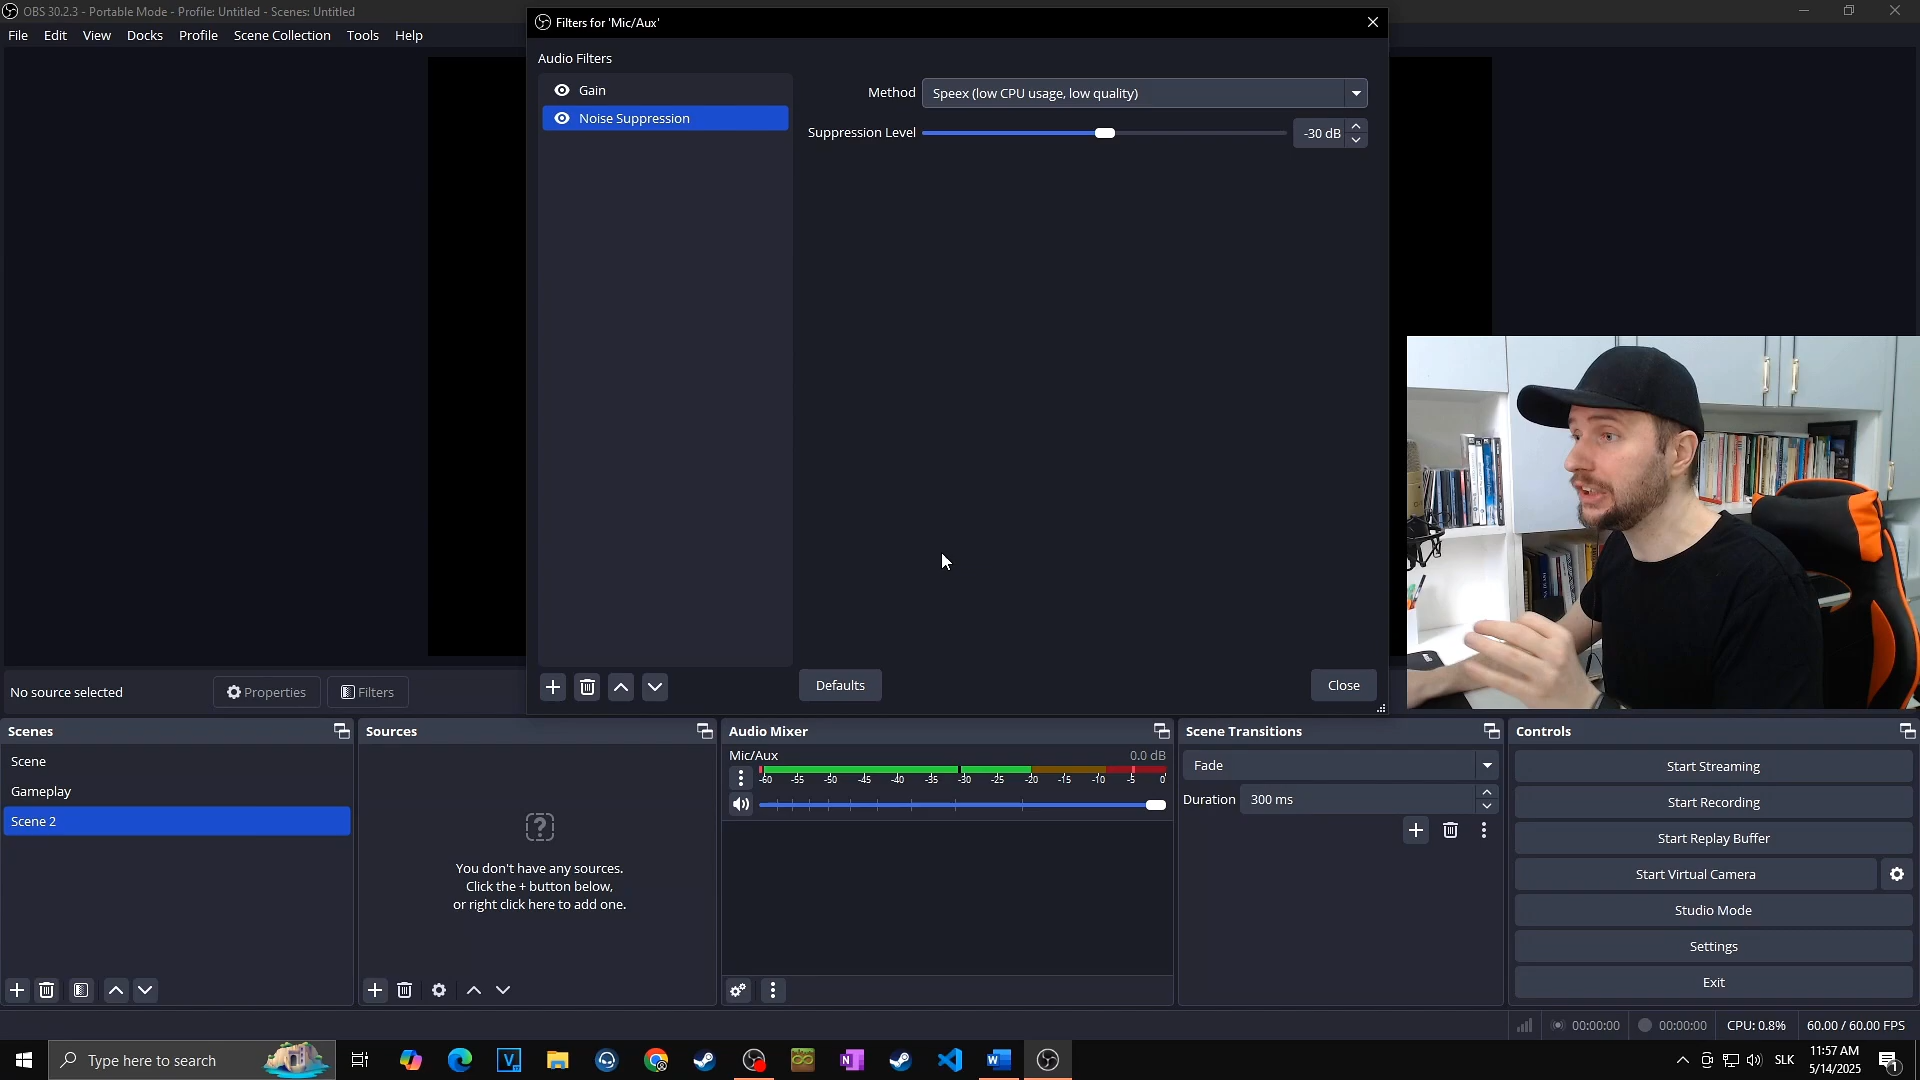 OBS 30.2.3 - Portable Mode - Profile: Untitled - Scenes: Untitled
File Edit View Docks Profile Scene Collection Tools Help
Filters for 'Mic/Aux'
Audio Filters
Gain
Noise Suppression
Method Speex (low CPU usage, low quality)
Suppression Level -30 dB
Defaults
Close
No source selected
Properties
Filters
Scenes
Scene
Gameplay
Scene 2
Sources
You don't have any sources.
Click the + button below,
or right click here to add one.
Audio Mixer
Mic/Aux 0.0 dB
-60 -55 -50 -45 -40 -35 -30 -25 -20 -15 -10 -5 0
Scene Transitions
Fade
Duration 300 ms
Controls
Start Streaming
Start Recording
Start Replay Buffer
Start Virtual Camera
Studio Mode
Settings
Exit
00:00:00 00:00:00 CPU: 0.8% 60.00 / 60.00 FPS
Type here to search
SLK
11:57 AM
5/14/2025
1